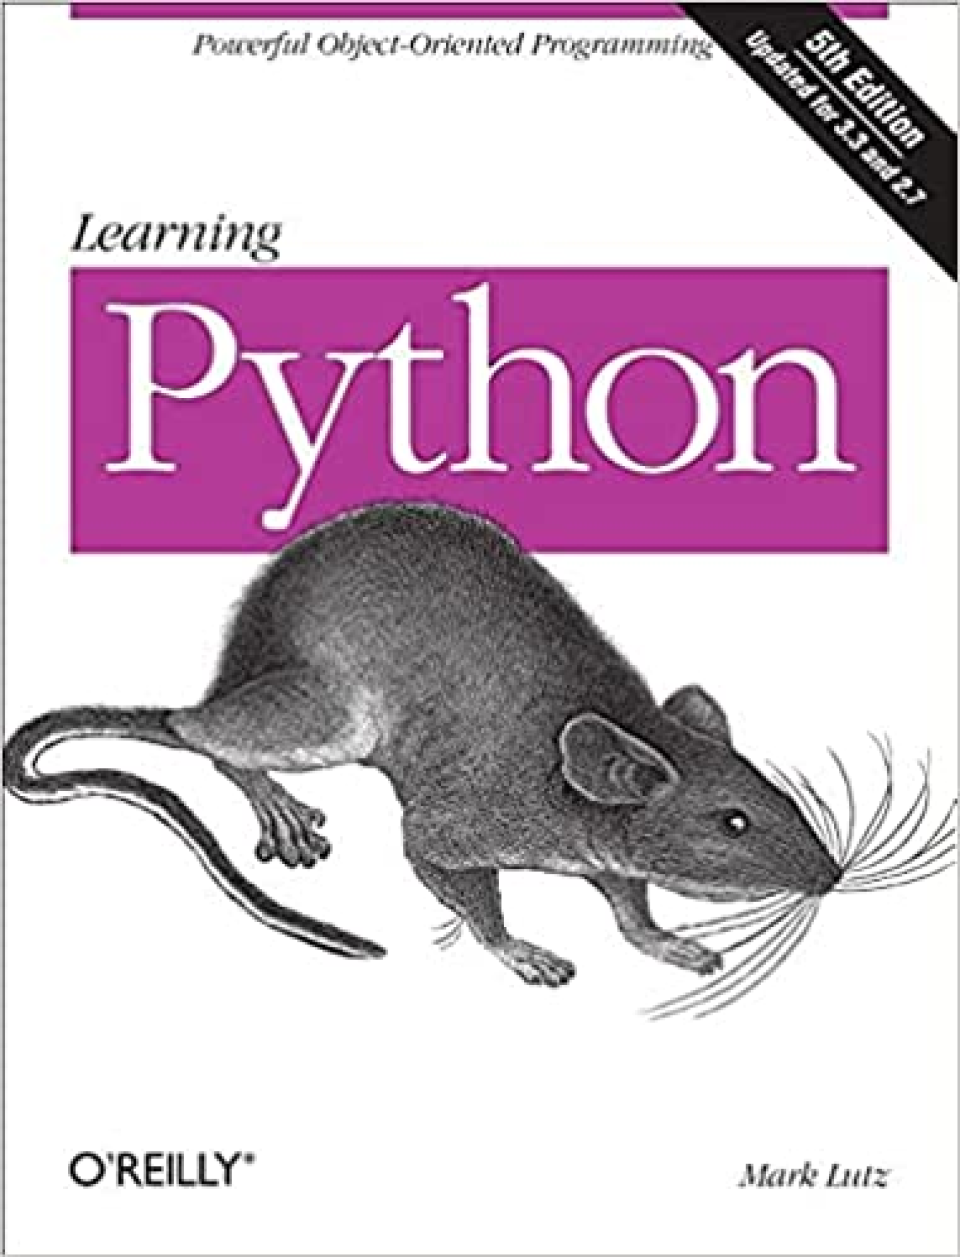 Powerful Object-Oriented Programming
5th Edition
Updated for 3.3 and 2.7
Learning
Python
O'REILLY®
Mark Lutz